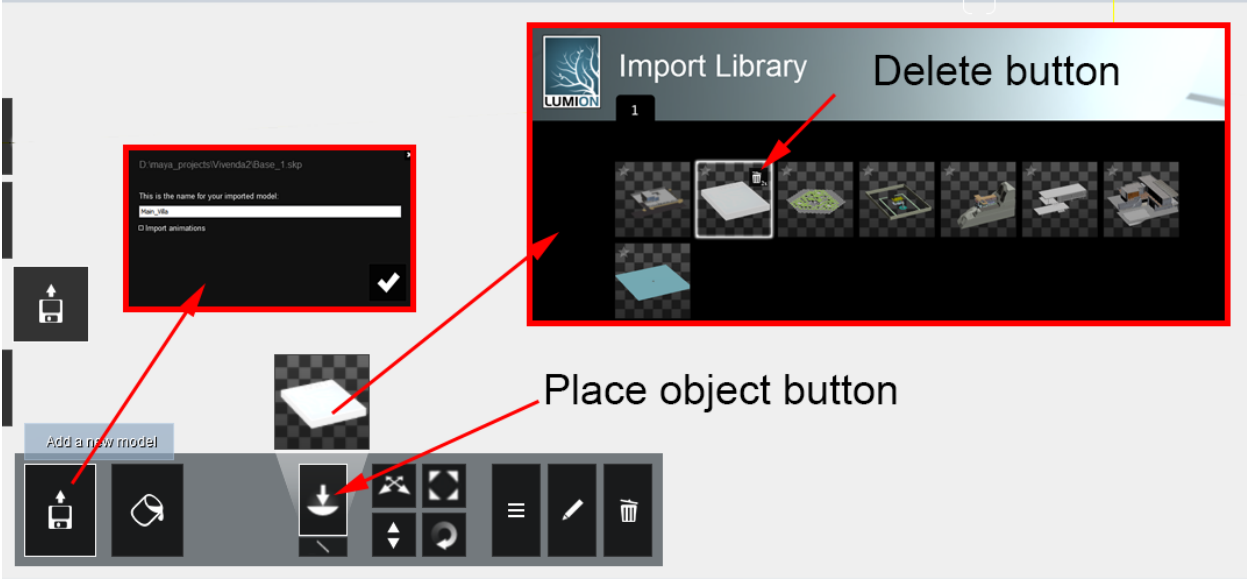 LUMION
Import Library
Delete button
1
D:\maya_projects\Vivenda2\Base_1.skp
This is the name for your imported model:
Main_Villa
Import animations
Place object button
Add a new model